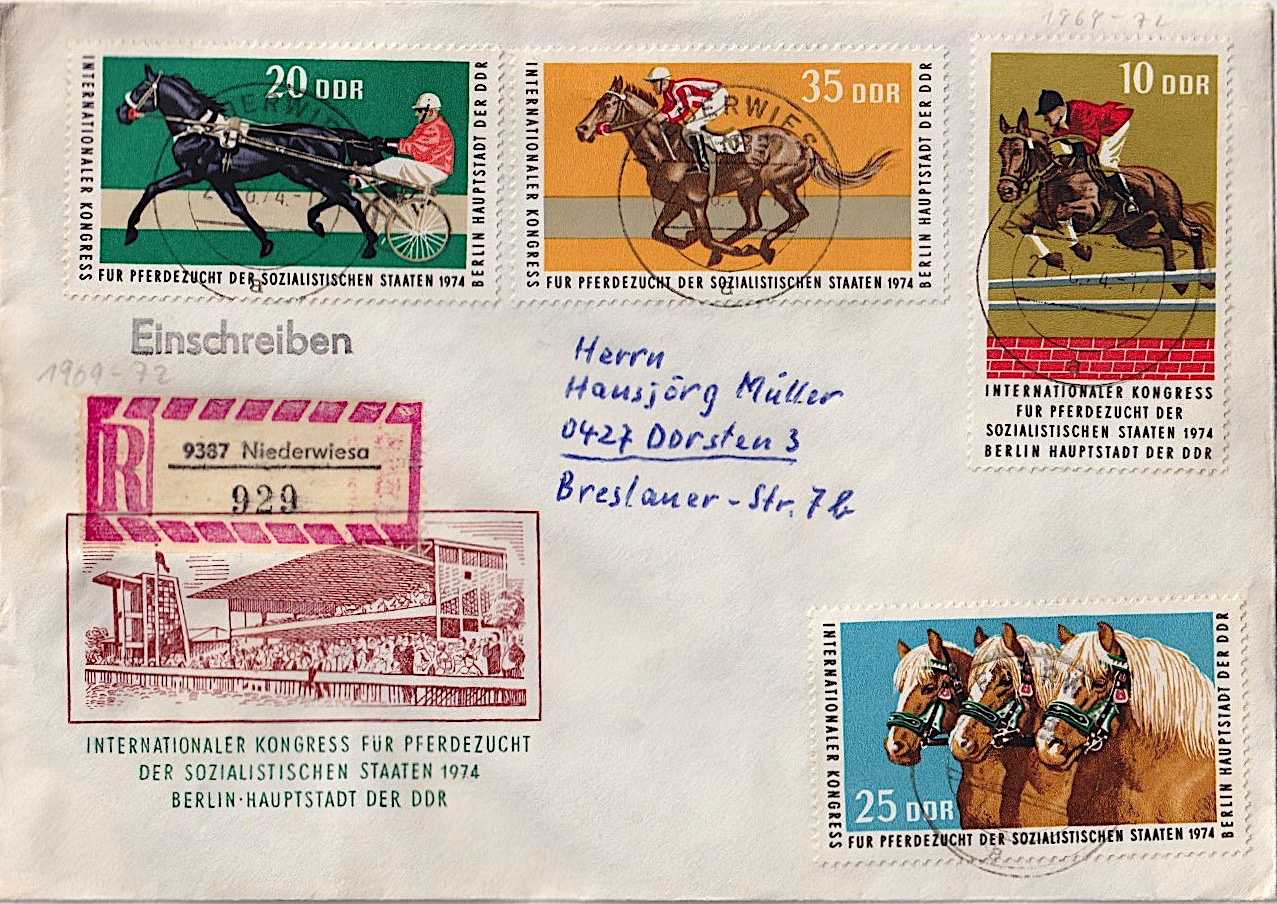 1969-72
INTERNATIONALER KONGRESS
20 DDR
FÜR PFERDEZUCHT DER SOZIALISTISCHEN STAATEN 1974
BERLIN HAUPTSTADT DER DDR
INTERNATIONALER KONGRESS
35 DDR
FÜR PFERDEZUCHT DER SOZIALISTISCHEN STAATEN 1974
BERLIN HAUPTSTADT DER DDR
10 DDR
INTERNATIONALER KONGRESS
FÜR PFERDEZUCHT DER
SOZIALISTISCHEN STAATEN 1974
BERLIN HAUPTSTADT DER DDR
Einschreiben
1969-72
R
9387 Niederwiesa
929
Herrn
Hansjörg Müller
0427 Dorsten 3
Breslauer-Str. 7b
INTERNATIONALER KONGRESS FÜR PFERDEZUCHT
DER SOZIALISTISCHEN STAATEN 1974
BERLIN·HAUPTSTADT DER DDR
INTERNATIONALER KONGRESS
25 DDR
FÜR PFERDEZUCHT DER SOZIALISTISCHEN STAATEN 1974
BERLIN HAUPTSTADT DER DDR